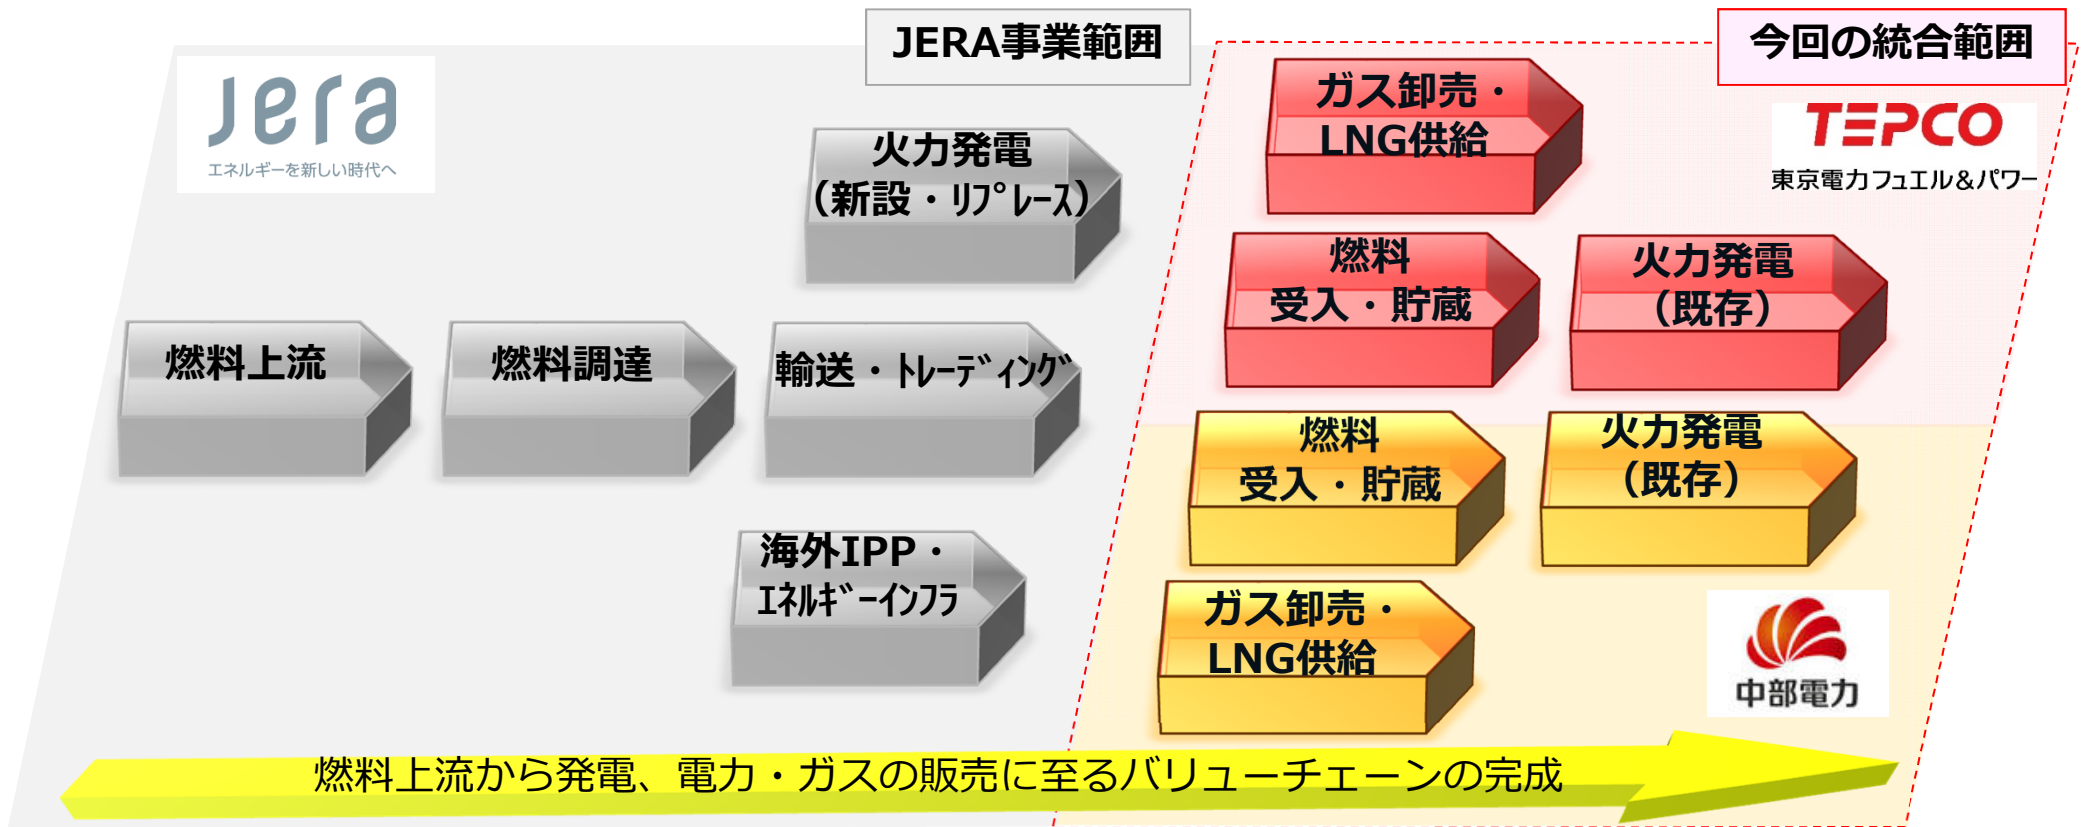 JERA事業範囲
今回の統合範囲
Jera
エネルギーを新しい時代へ
火力発電
（新設・ﾘﾌﾟﾚｰｽ）
燃料上流
燃料調達
輸送・ﾄﾚｰﾃﾞｨﾝｸﾞ
海外IPP・
ｴﾈﾙｷﾞｰｲﾝﾌﾗ
ガス卸売・
LNG供給
TEPCO
東京電力フュエル＆パワー
燃料
受入・貯蔵
火力発電
（既存）
燃料
受入・貯蔵
火力発電
（既存）
ガス卸売・
LNG供給
中部電力
燃料上流から発電、電力・ガスの販売に至るバリューチェーンの完成